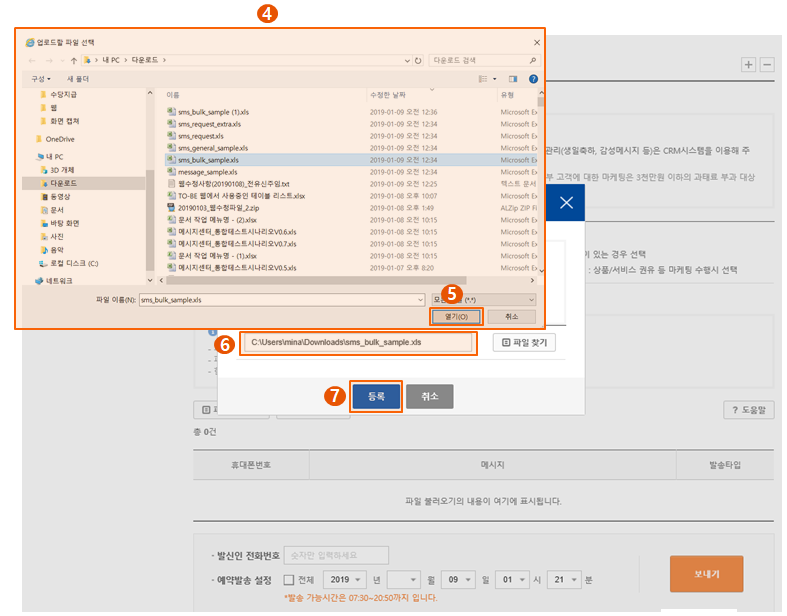 4
업로드할 파일 선택
내 PC > 다운로드 >
다운로드 검색
구성
새 폴더
이름
수정한 날짜
유형
수당지급
웹
화면 캡쳐
OneDrive
내 PC
3D 개체
다운로드
동영상
문서
바탕 화면
사진
음악
로컬 디스크 (C:)
네트워크
sms_bulk_sample (1).xls 2019-01-09 오전 12:36 Microsoft Ex
sms_request_extra.xls 2019-01-09 오전 12:34 Microsoft Ex
sms_request.xls 2019-01-09 오전 12:34 Microsoft Ex
sms_general_sample.xls 2019-01-09 오전 12:34 Microsoft Ex
sms_bulk_sample.xls 2019-01-09 오전 12:34 Microsoft Ex
message_sample.xls 2019-01-09 오전 12:34 Microsoft Ex
웹수정사항(20190108)_전유신주임.txt 2019-01-09 오전 12:25 텍스트 문서
TO-BE 웹에서 사용중인 테이블 리스트.xlsx 2019-01-08 오후 10:07 Microsoft Ex
20190103_웹수정파일_2.zip 2019-01-08 오후 1:49 ALZip ZIP Fi
문서 작업 메뉴명 - (2).xlsx 2019-01-08 오전 10:15 Microsoft Ex
메시지센터_통합테스트시나리오V0.6.xls 2019-01-08 오전 10:15 Microsoft Ex
메시지센터_통합테스트시나리오V0.7.xls 2019-01-08 오전 10:15 Microsoft Ex
문서 작업 메뉴명 - (1).xlsx 2019-01-08 오전 10:15 Microsoft Ex
메시지센터_통합테스트시나리오V0.5.xls 2019-01-07 오후 8:20 Microsoft Ex
파일 이름(N):
sms_bulk_sample.xls
(*.*)
5
열기(O)
취소
관리(생일축하, 감성메시지 등)은 CRM시스템을 이용해 주
부 고객에 대한 마케팅은 3천만원 이하의 과태료 부과 대상
이 있는 경우 선택
: 상품/서비스 권유 등 마케팅 수행시 선택
6
C:\Users\mina\Downloads\sms_bulk_sample.xls
파일 찾기
7
등록
취소
? 도움말
총 0건
휴대폰번호
메시지
발송타입
파일 불러오기의 내용이 여기에 표시됩니다.
· 발신인 전화번호
숫자만 입력하세요
· 예약발송 설정
전체
2019
년
월
09
일
01
시
21
분
*발송 가능시간은 07:30~20:50까지 입니다.
보내기